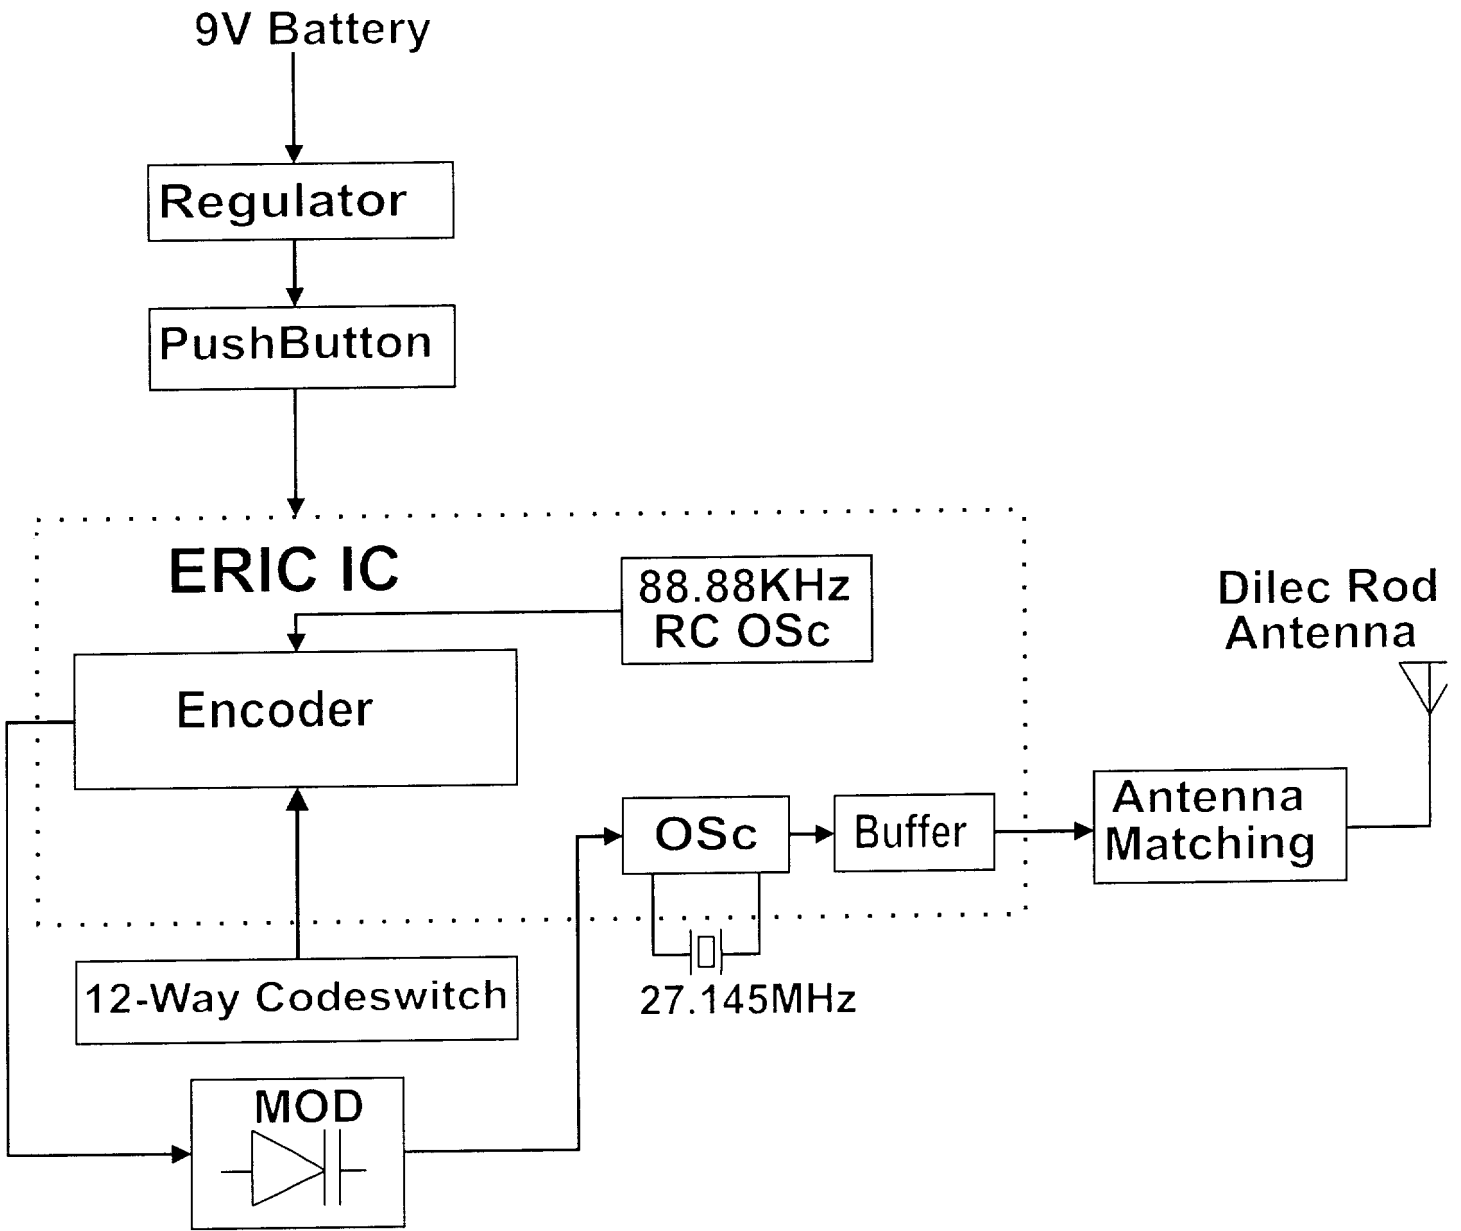 9V Battery
Regulator
PushButton
ERIC IC
88.88KHz
RC OSc
Dilec Rod
Antenna
Encoder
OSc
Buffer
Antenna
Matching
12-Way Codeswitch
27.145MHz
MOD